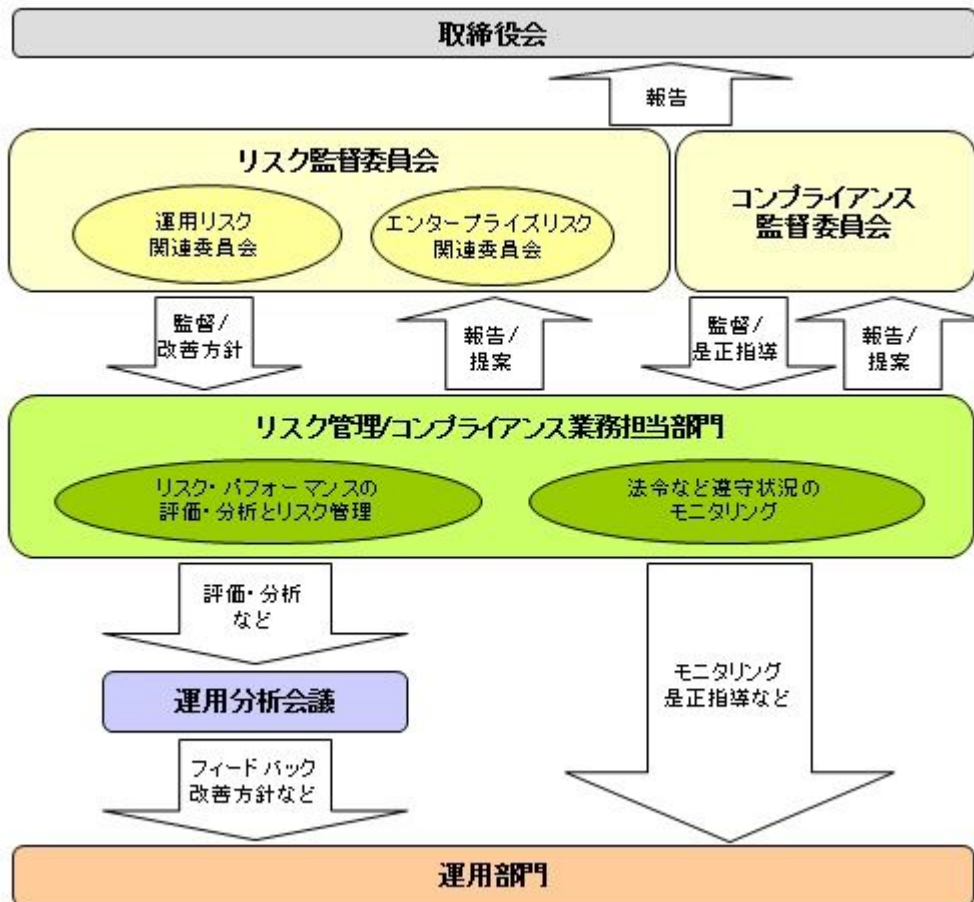 取締役会
報告
リスク監督委員会
運用リスク
関連委員会
エンタープライズリスク
関連委員会
コンプライアンス
監督委員会
監督/
改善方針
報告/
提案
監督/
是正指導
報告/
提案
リスク管理/コンプライアンス業務担当部門
リスク・パフォーマンスの
評価・分析とリスク管理
法令など遵守状況の
モニタリング
評価・分析
など
運用分析会議
フィードバック
改善方針など
モニタリング
是正指導など
運用部門